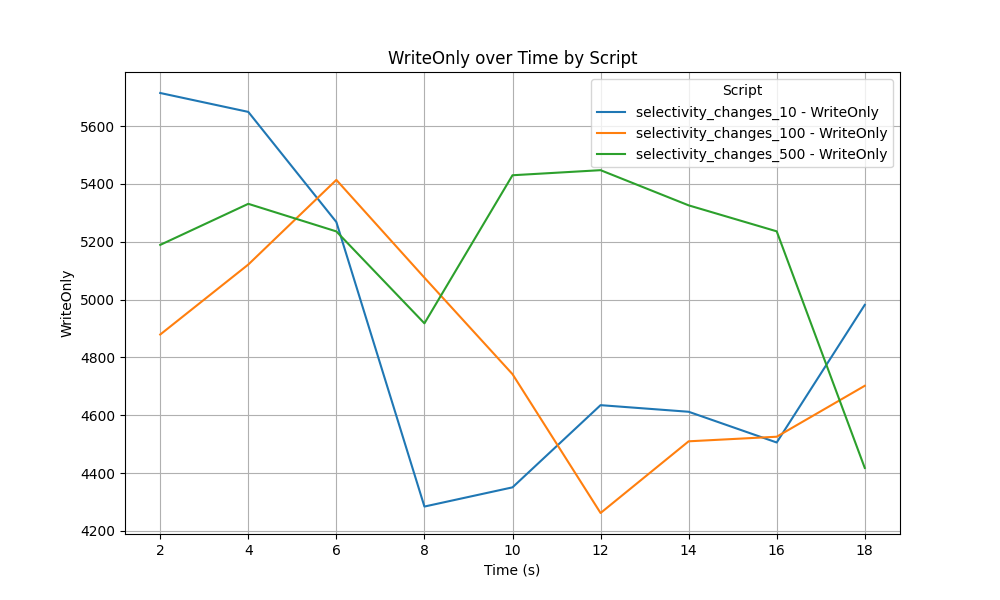 WriteOnly over Time by Script
Script
selectivity_changes_10 - WriteOnly
selectivity_changes_100 - WriteOnly
selectivity_changes_500 - WriteOnly
WriteOnly
5600
5400
5200
5000
4800
4600
4400
4200
2 4 6 8 10 12 14 16 18
Time (s)